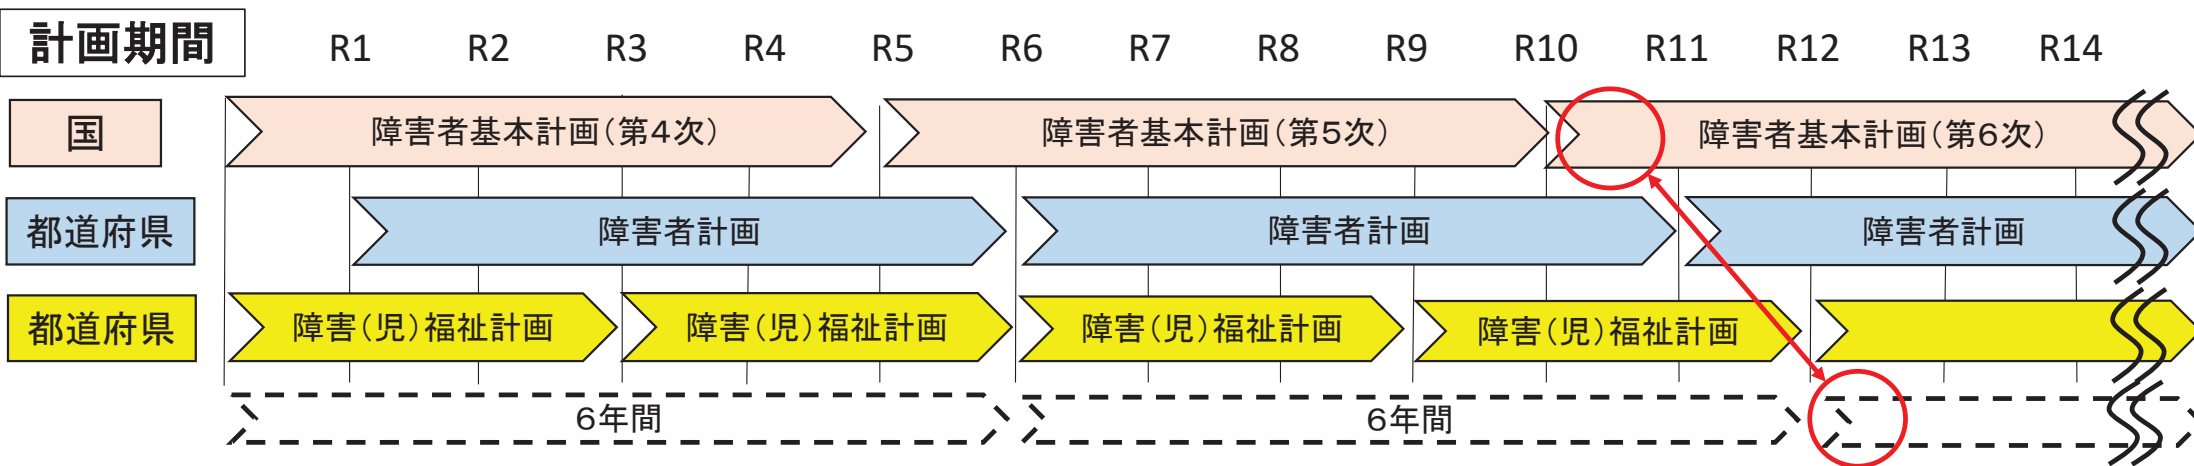 計画期間 R1 R2 R3 R4 R5 R6 R7 R8 R9 R10 R11 R12 R13 R14
国 障害者基本計画(第4次) 障害者基本計画(第5次) 障害者基本計画(第6次)
都道府県 障害者計画 障害者計画 障害者計画
都道府県 障害(児)福祉計画 障害(児)福祉計画 障害(児)福祉計画 障害(児)福祉計画
6年間 6年間